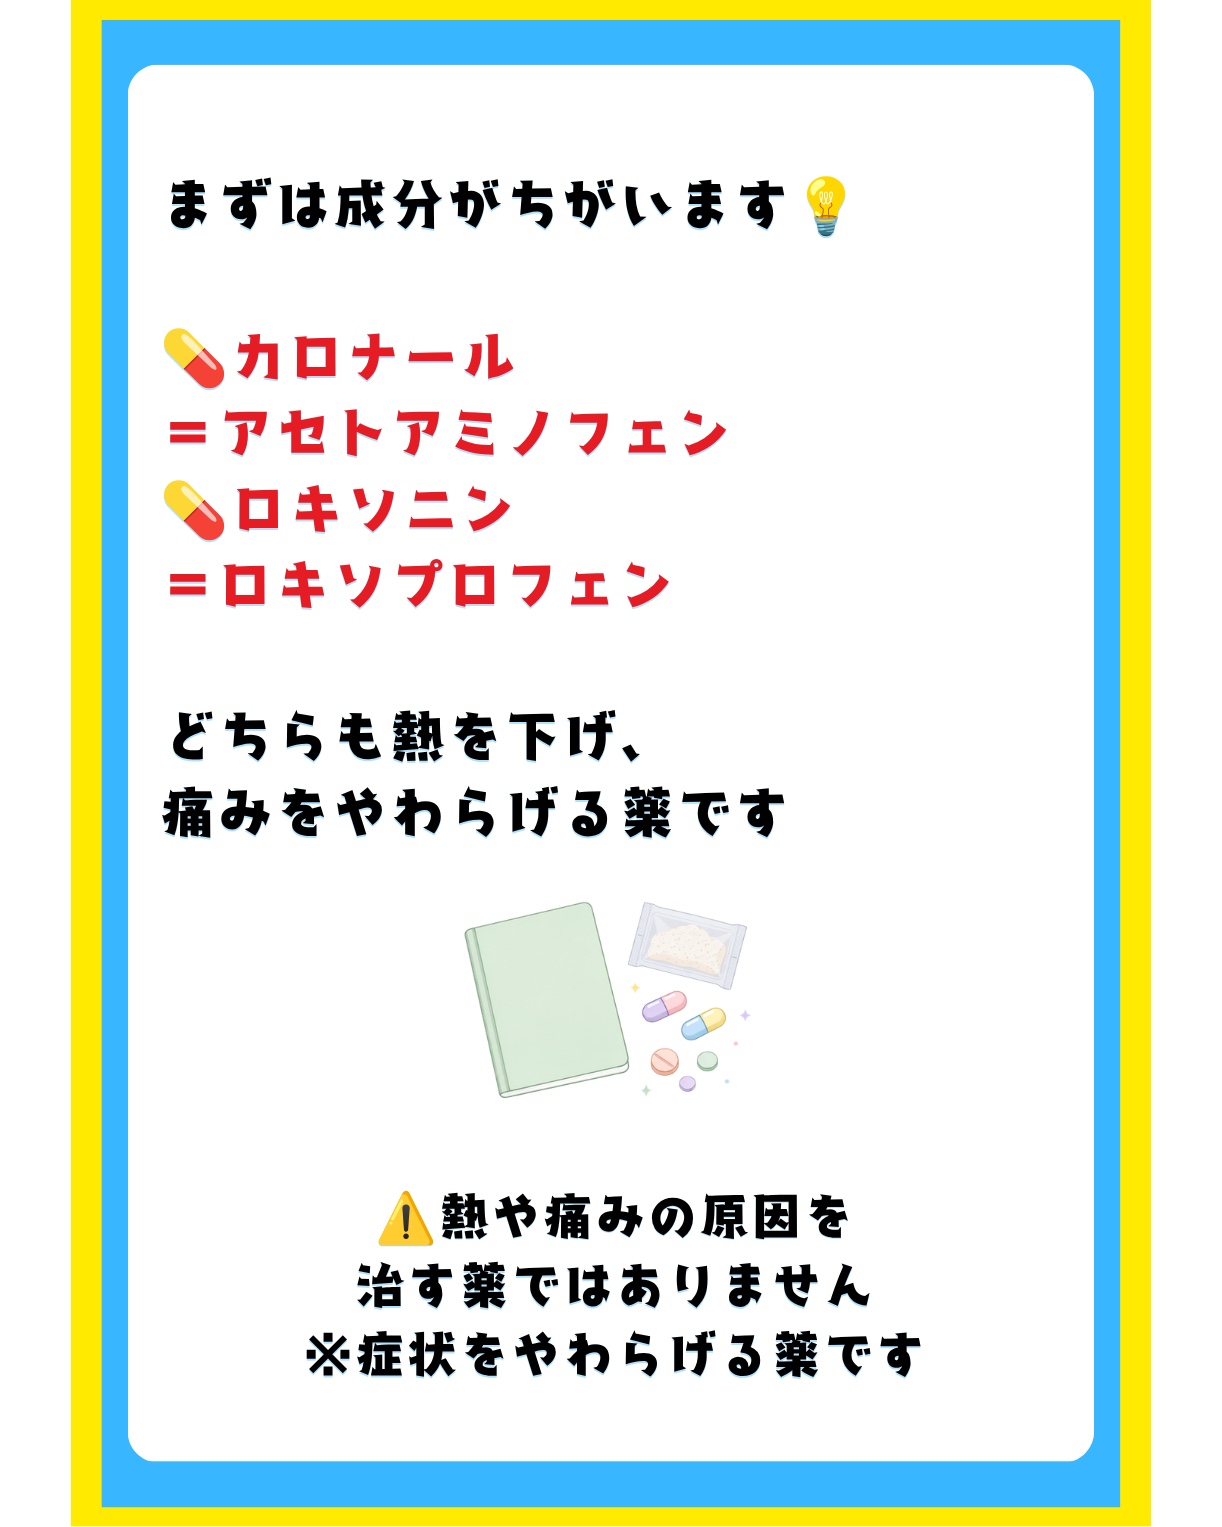 まずは成分がちがいます💡
💊カロナール
＝アセトアミノフェン
💊ロキソニン
＝ロキソプロフェン
どちらも熱を下げ、
痛みをやわらげる薬です
⚠️熱や痛みの原因を
治す薬ではありません
※症状をやわらげる薬です